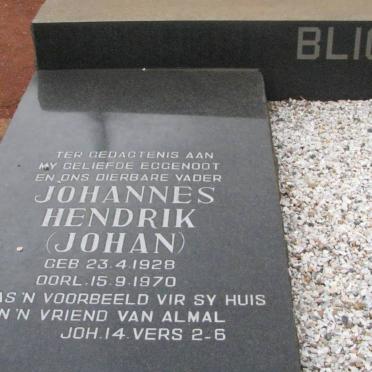 BLIG
TER GEDAGTENIS AAN
MY GELIEFDE EGGENOOT
EN ONS DIERBARE VADER
JOHANNES
HENDRIK
(JOHAN)
GEB 23.4.1928
OORL. 15.9.1970
AS 'N VOORBEELD VIR SY HUIS
'N VRIEND VAN ALMAL
JOH. 14 VERS 2-6